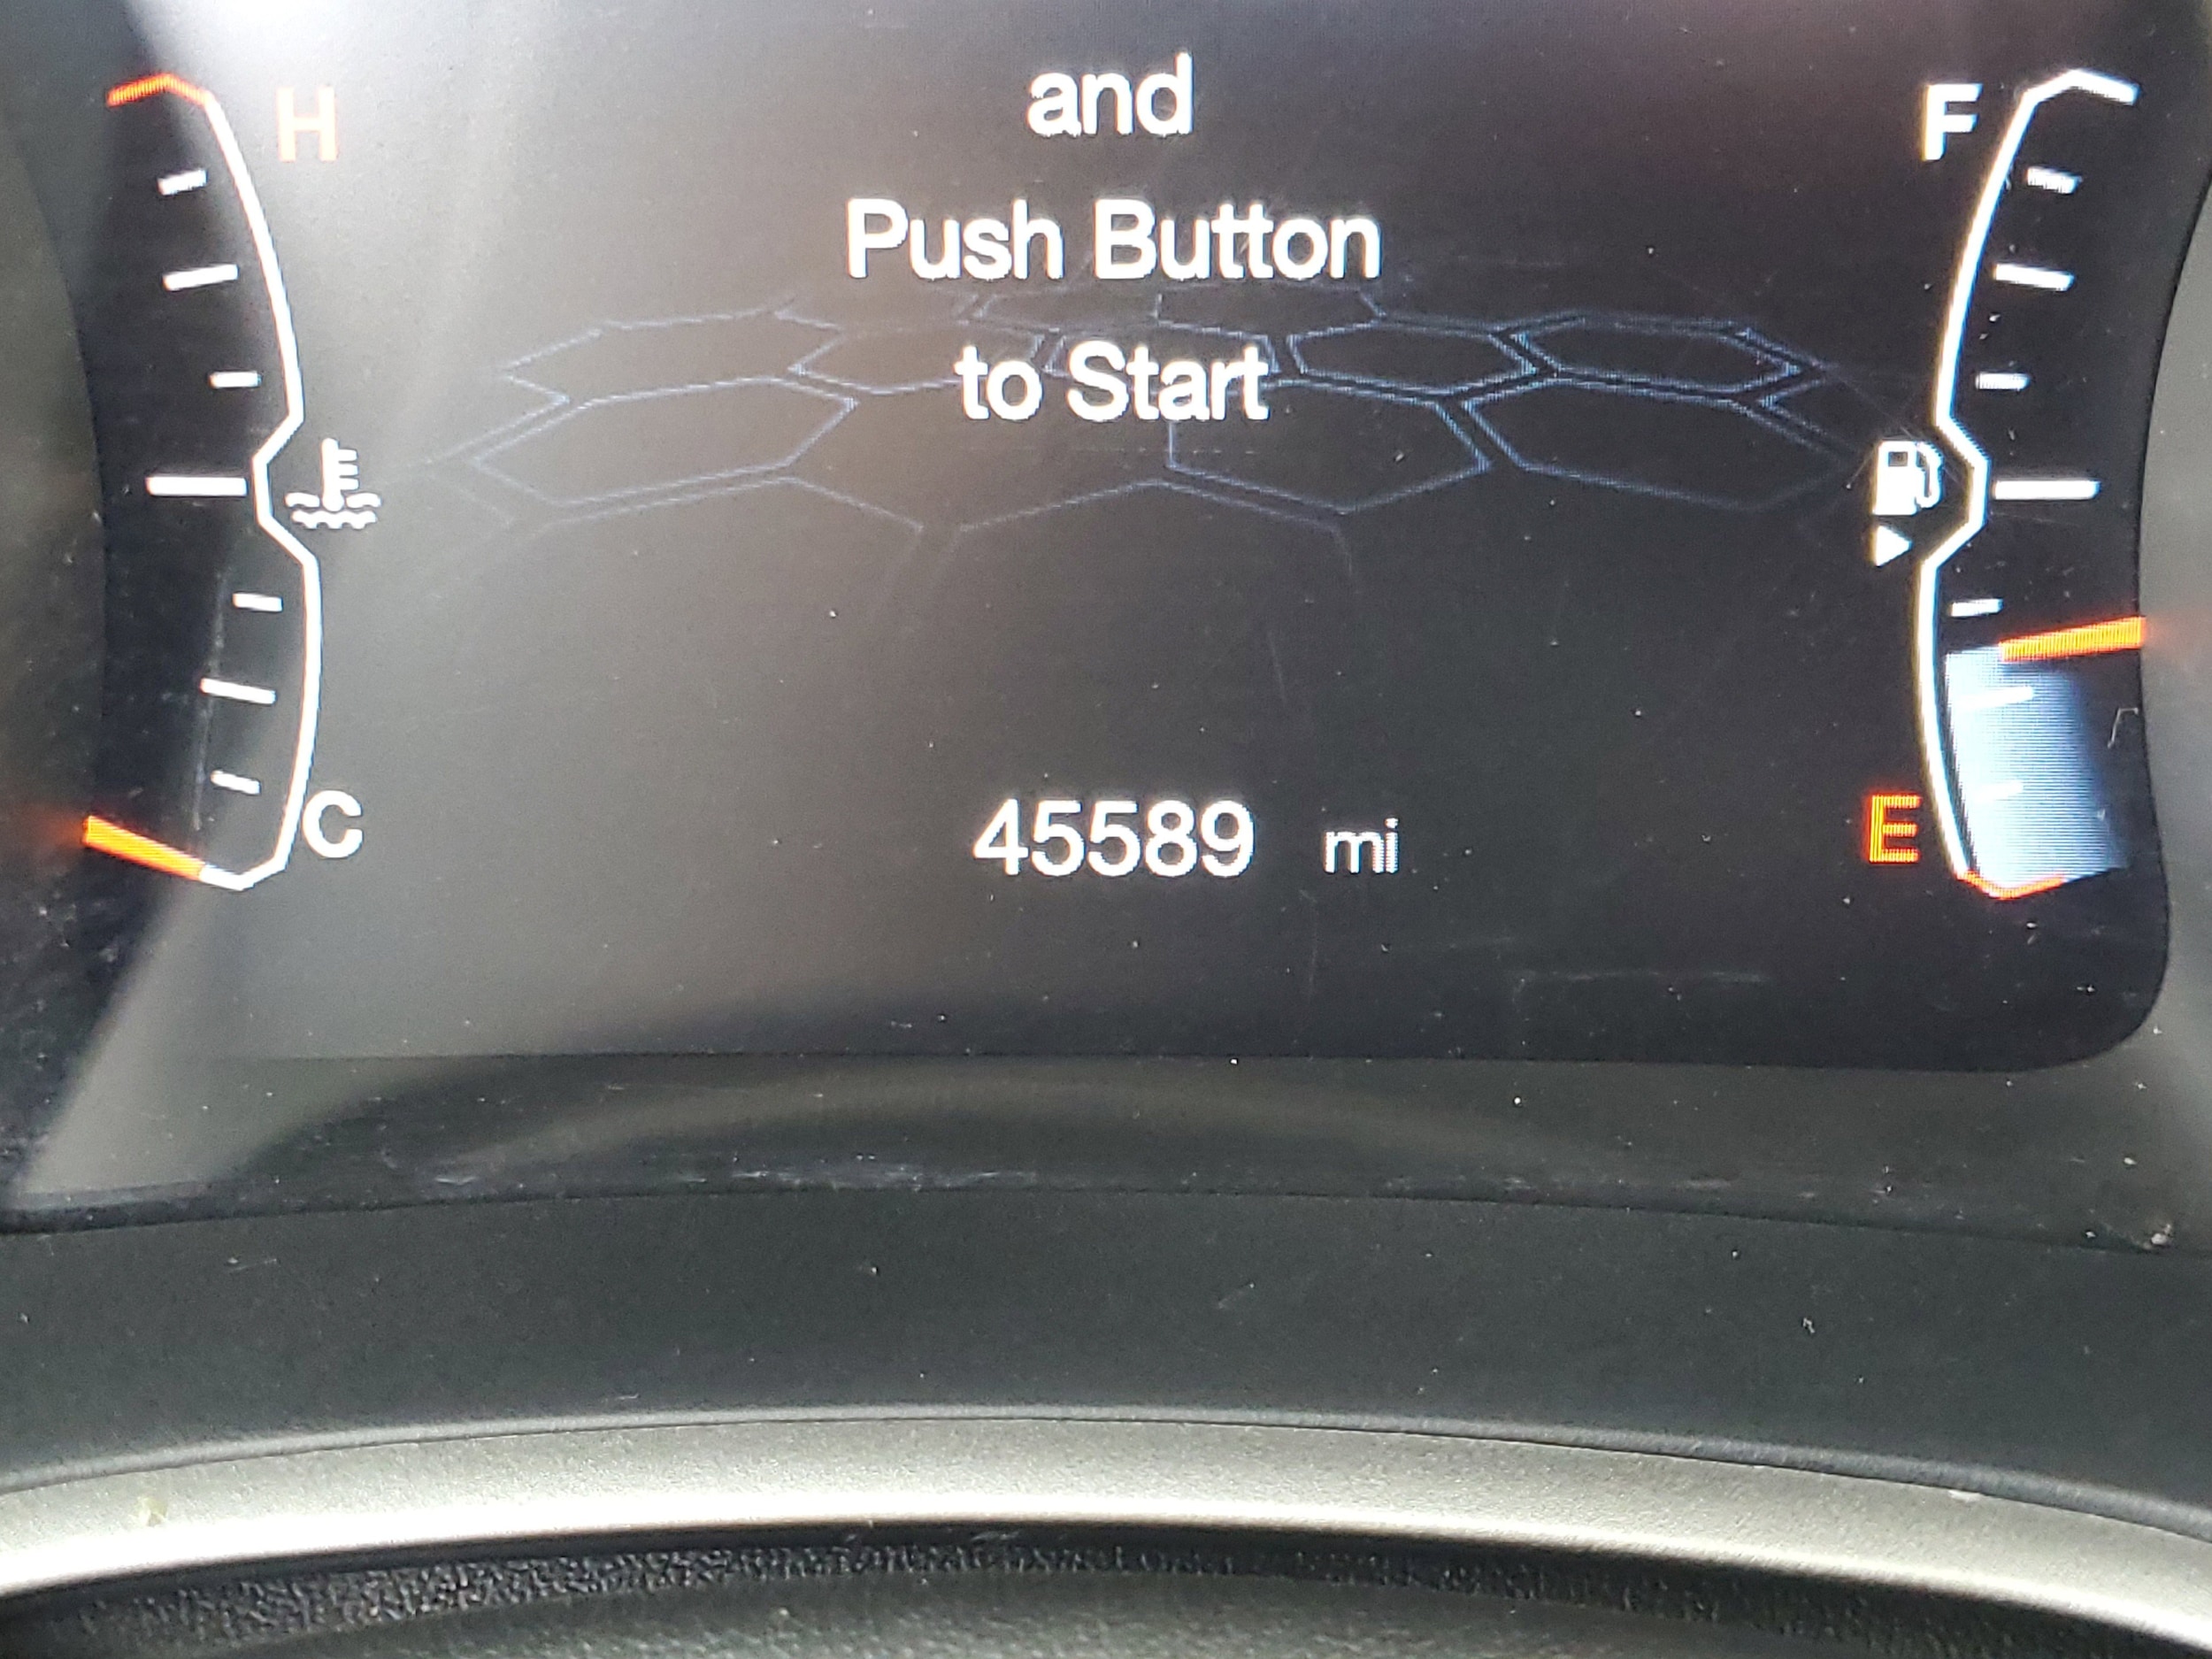 and
Push Button
to Start
H
F
C
E
45589 mi